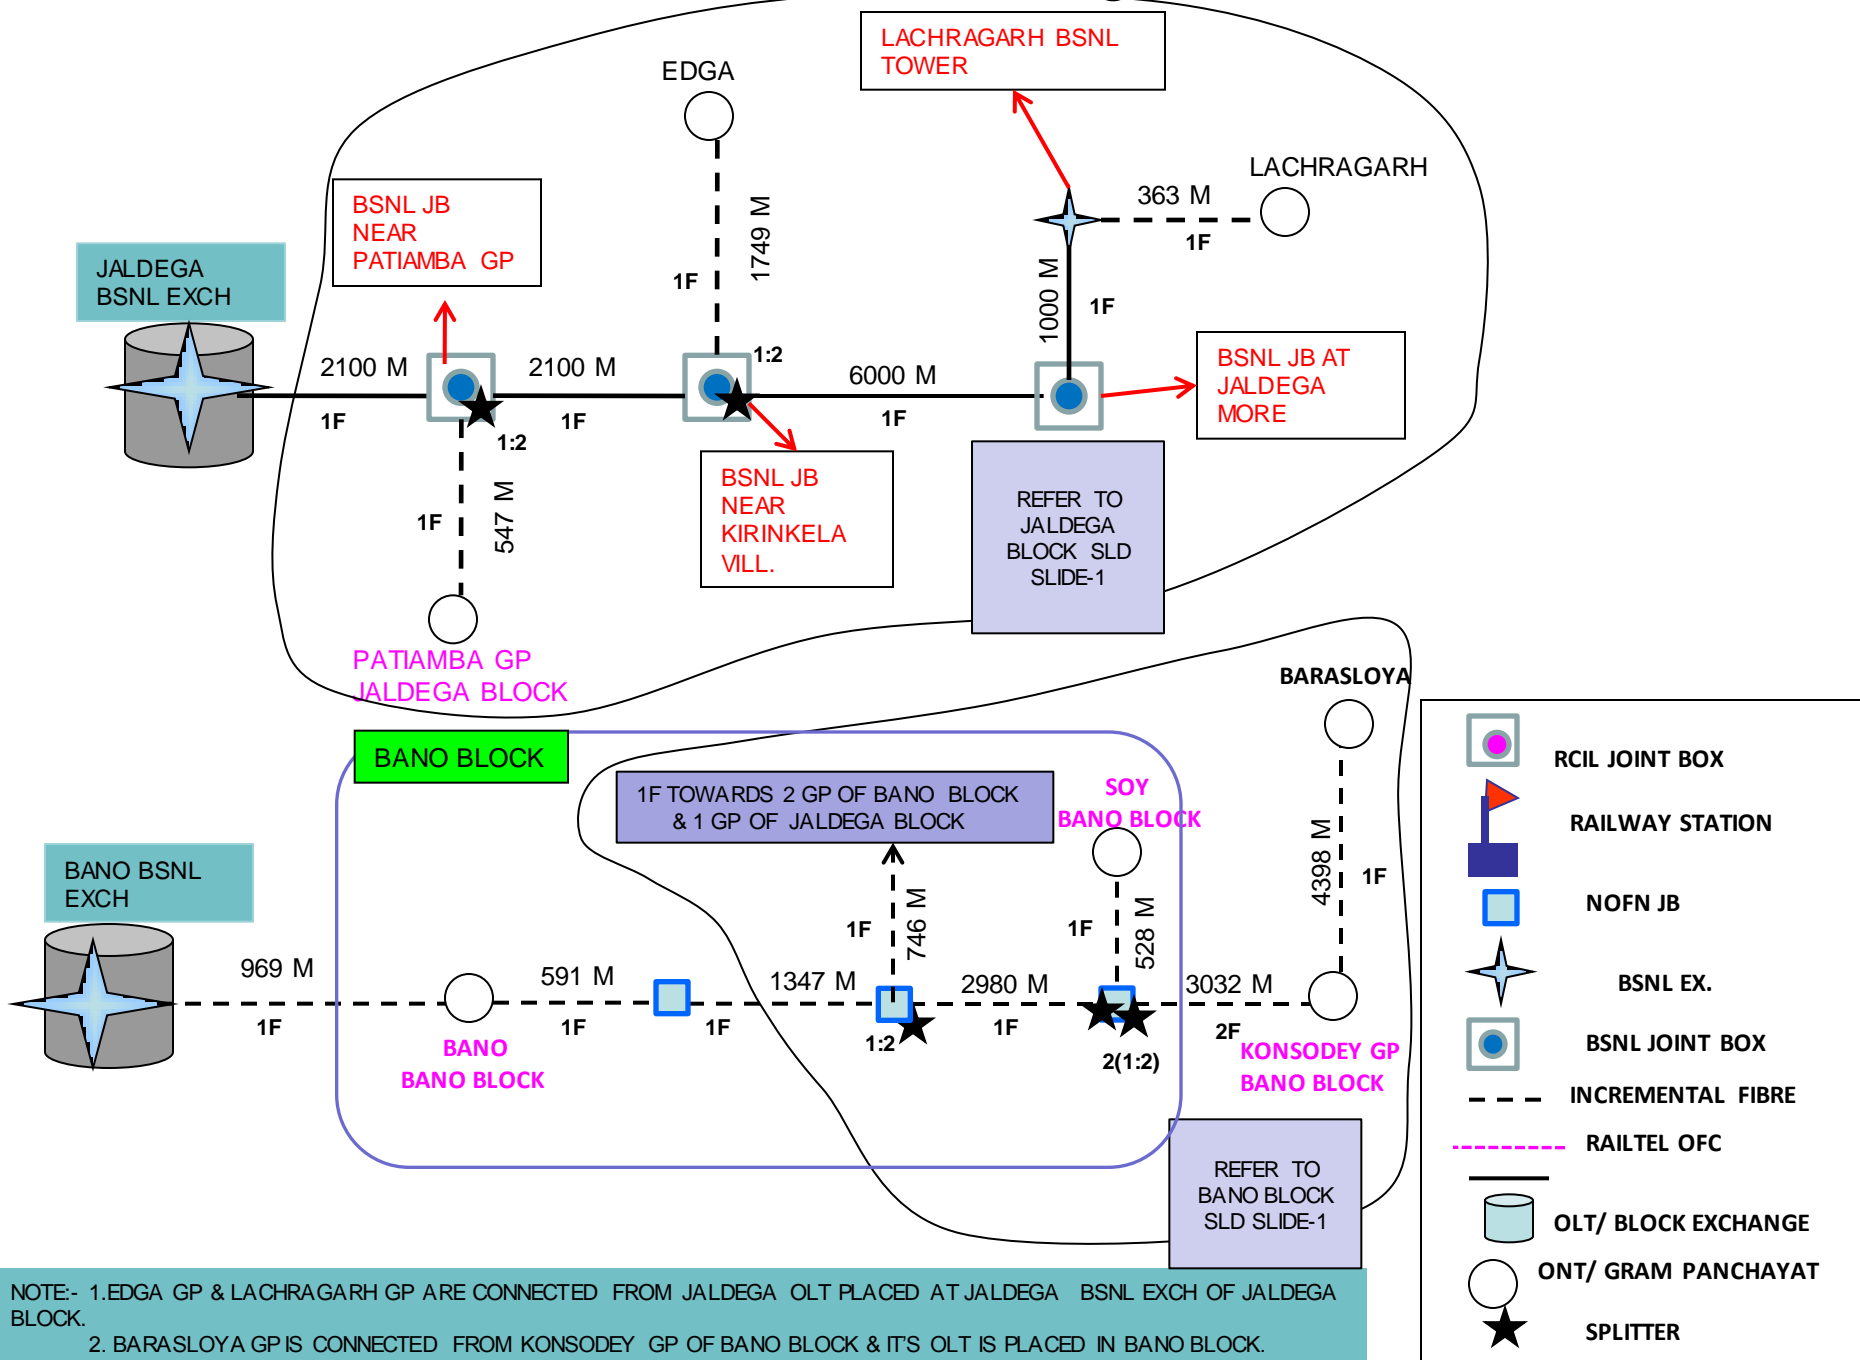 LACHRAGARH BSNL
TOWER
EDGA
LACHRAGARH
363 M
1F
BSNL JB
NEAR
PATIAMBA GP
1749 M
1F
JALDEGA
BSNL EXCH
1000 M
1F
2100 M
1F
1:2
2100 M
1F
1:2
6000 M
1F
BSNL JB AT
JALDEGA
MORE
1F
547 M
BSNL JB
NEAR
KIRINKELA
VILL.
REFER TO
JALDEGA
BLOCK SLD
SLIDE-1
PATIAMBA GP
JALDEGA BLOCK
BARASLOYA
BANO BLOCK
1F TOWARDS 2 GP OF BANO BLOCK
& 1 GP OF JALDEGA BLOCK
SOY
BANO BLOCK
4398 M
1F
BANO BSNL
EXCH
1F
746 M
1F
528 M
969 M
1F
591 M
1F
1347 M
1F
1:2
2980 M
1F
2(1:2)
3032 M
2F
BANO
BANO BLOCK
KONSODEY GP
BANO BLOCK
REFER TO
BANO BLOCK
SLD SLIDE-1
RCIL JOINT BOX
RAILWAY STATION
NOFN JB
BSNL EX.
BSNL JOINT BOX
INCREMENTAL FIBRE
RAILTEL OFC
OLT/ BLOCK EXCHANGE
ONT/ GRAM PANCHAYAT
SPLITTER
NOTE:- 1.EDGA GP & LACHRAGARH GP ARE CONNECTED FROM JALDEGA OLT PLACED AT JALDEGA BSNL EXCH OF JALDEGA
BLOCK.
2. BARASLOYA GP IS CONNECTED FROM KONSODEY GP OF BANO BLOCK & IT'S OLT IS PLACED IN BANO BLOCK.